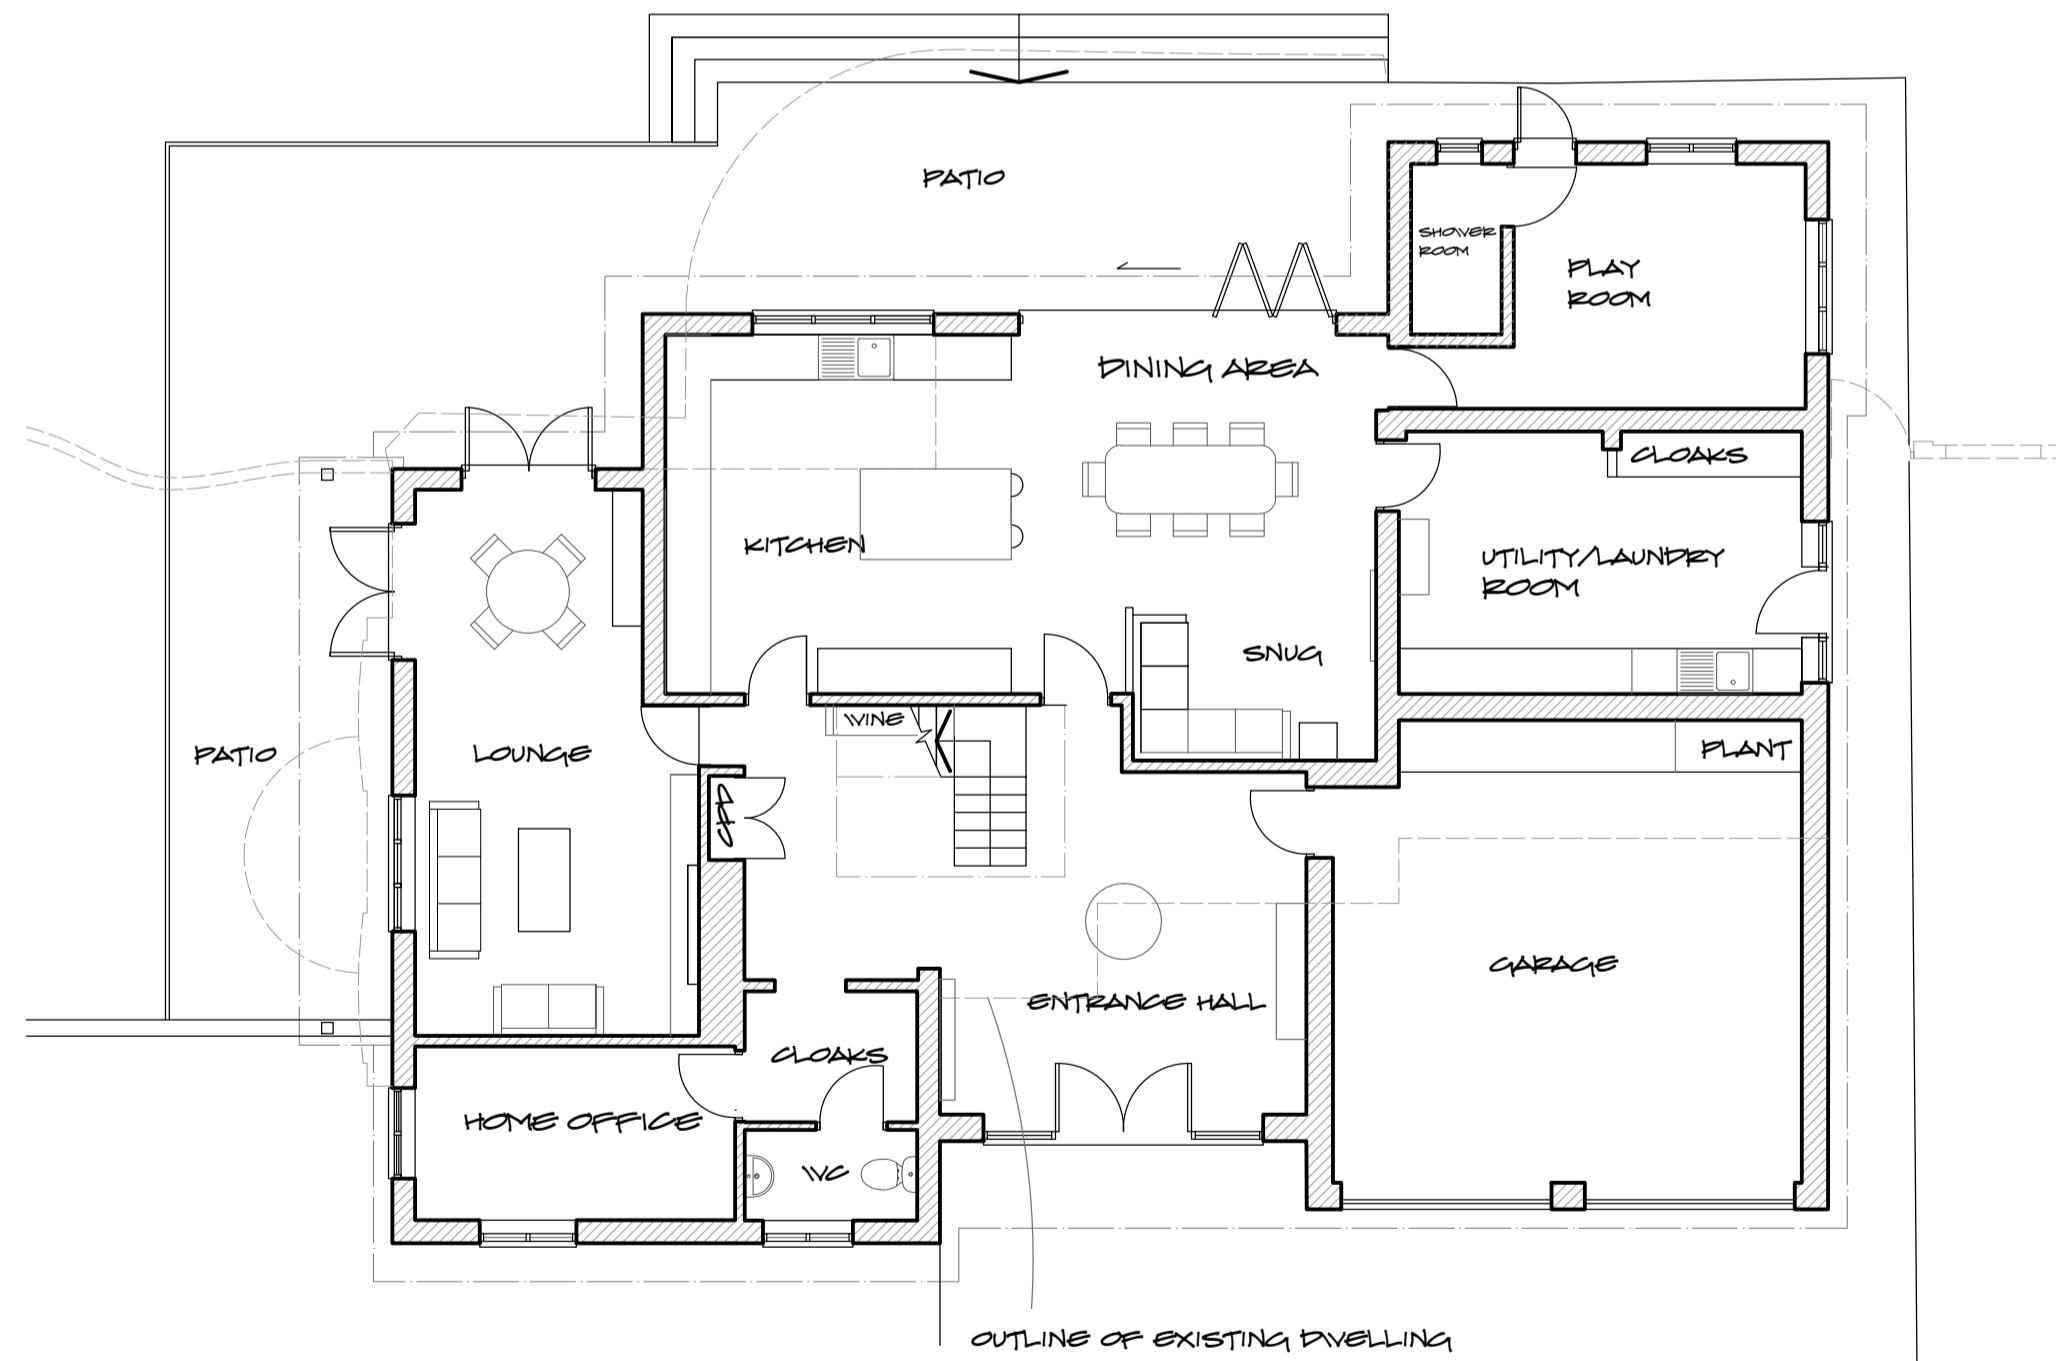 PATIO
SHOWER
ROOM
PLAY
ROOM
DINING AREA
CLOAKS
KITCHEN
UTILITY/LAUNDRY
ROOM
SNUG
WINE
PATIO
LOUNGE
PLANT
CPD
GARAGE
ENTRANCE HALL
CLOAKS
HOME OFFICE
WC
OUTLINE OF EXISTING DWELLING